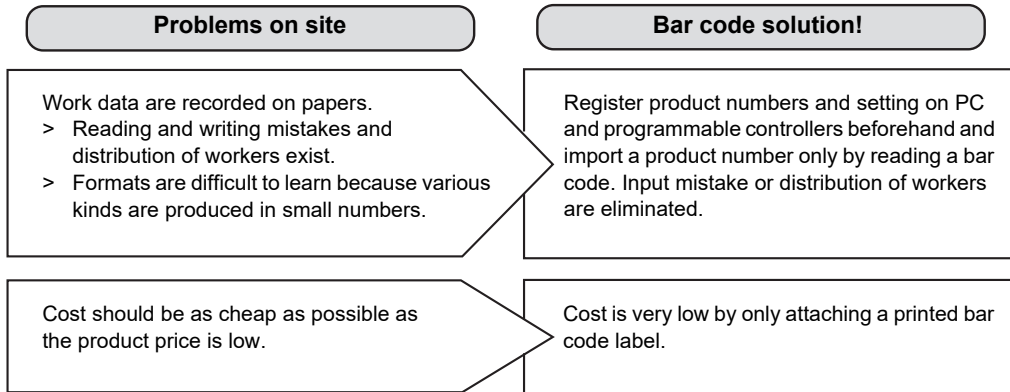 Problems on site
Bar code solution!
Work data are recorded on papers.
> Reading and writing mistakes and
distribution of workers exist.
> Formats are difficult to learn because various
kinds are produced in small numbers.
Register product numbers and setting on PC
and programmable controllers beforehand and
import a product number only by reading a bar
code. Input mistake or distribution of workers
are eliminated.
Cost should be as cheap as possible as
the product price is low.
Cost is very low by only attaching a printed bar
code label.